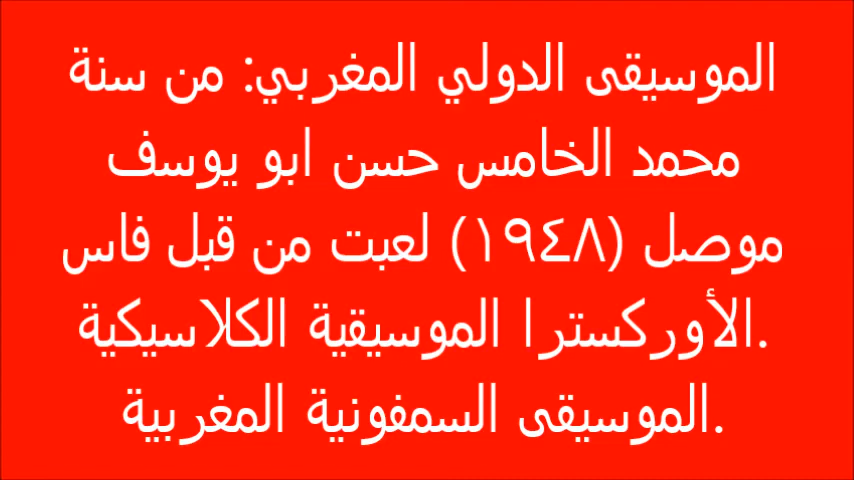 الموسيقى الدولي المغربي: من سنة
محمد الخامس حسن ابو يوسف
موصل (١٩٤٨) لعبت من قبل فاس
.الأوركسترا الموسيقية الكلاسيكية
.الموسيقى السمفونية المغربية